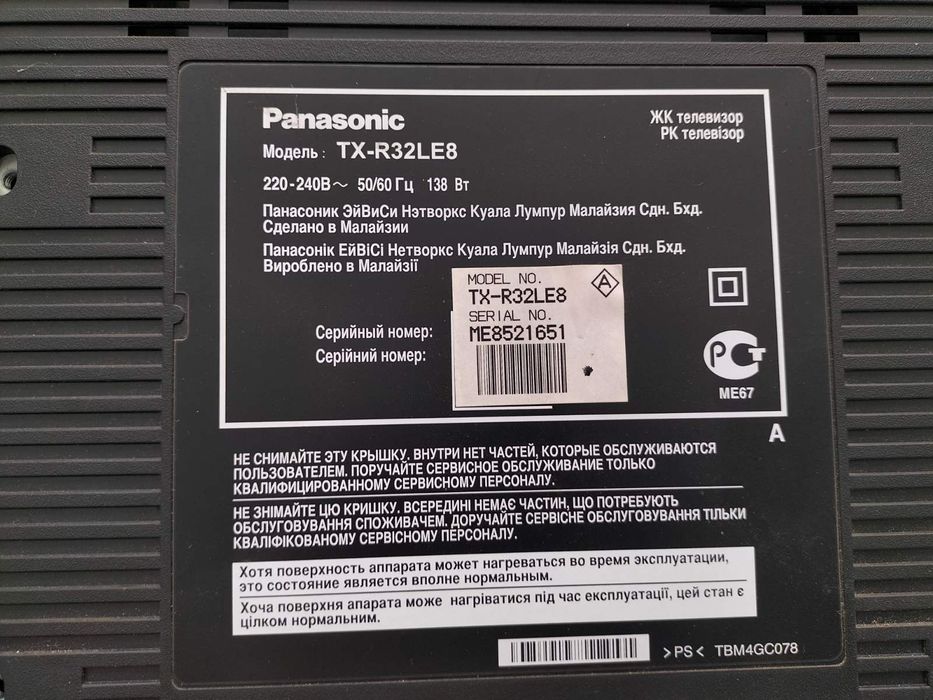 Panasonic
ЖК телевизор
РК телевізор
Модель: TX-R32LE8
220-240В~ 50/60 Гц 138 Вт
Панасоник ЭйВиСи Нэтворкс Куала Лумпур Малайзия Сдн. Бхд.
Сделано в Малайзии
Панасонік ЕйВіСі Нетворкс Куала Лумпур Малайзія Сдн. Бхд.
Вироблено в Малайзії
MODEL NO.
A
TX-R32LE8
SERIAL NO.
ME8521651
Серийный номер:
Серійний номер:
РСТ
ME67
A
НЕ СНИМАЙТЕ ЭТУ КРЫШКУ. ВНУТРИ НЕТ ЧАСТЕЙ, КОТОРЫЕ ОБСЛУЖИВАЮТСЯ
ПОЛЬЗОВАТЕЛЕМ. ПОРУЧАЙТЕ СЕРВИСНОЕ ОБСЛУЖИВАНИЕ ТОЛЬКО
КВАЛИФИЦИРОВАННОМУ СЕРВИСНОМУ ПЕРСОНАЛУ.
НЕ ЗНІМАЙТЕ ЦЮ КРИШКУ. ВСЕРЕДИНІ НЕМАЄ ЧАСТИН, ЩО ПОТРЕБУЮТЬ
ОБСЛУГОВУВАННЯ СПОЖИВАЧЕМ. ДОРУЧАЙТЕ СЕРВІСНЕ ОБСЛУГОВУВАННЯ ТІЛЬКИ
КВАЛІФІКОВАНОМУ СЕРВІСНОМУ ПЕРСОНАЛУ.
Хотя поверхность аппарата может нагреваться во время эксплуатации,
это состояние является вполне нормальным.
Хоча поверхня апарата може нагріватися під час експлуатації, цей стан є
цілком нормальним.
>PS< TBM4GC078